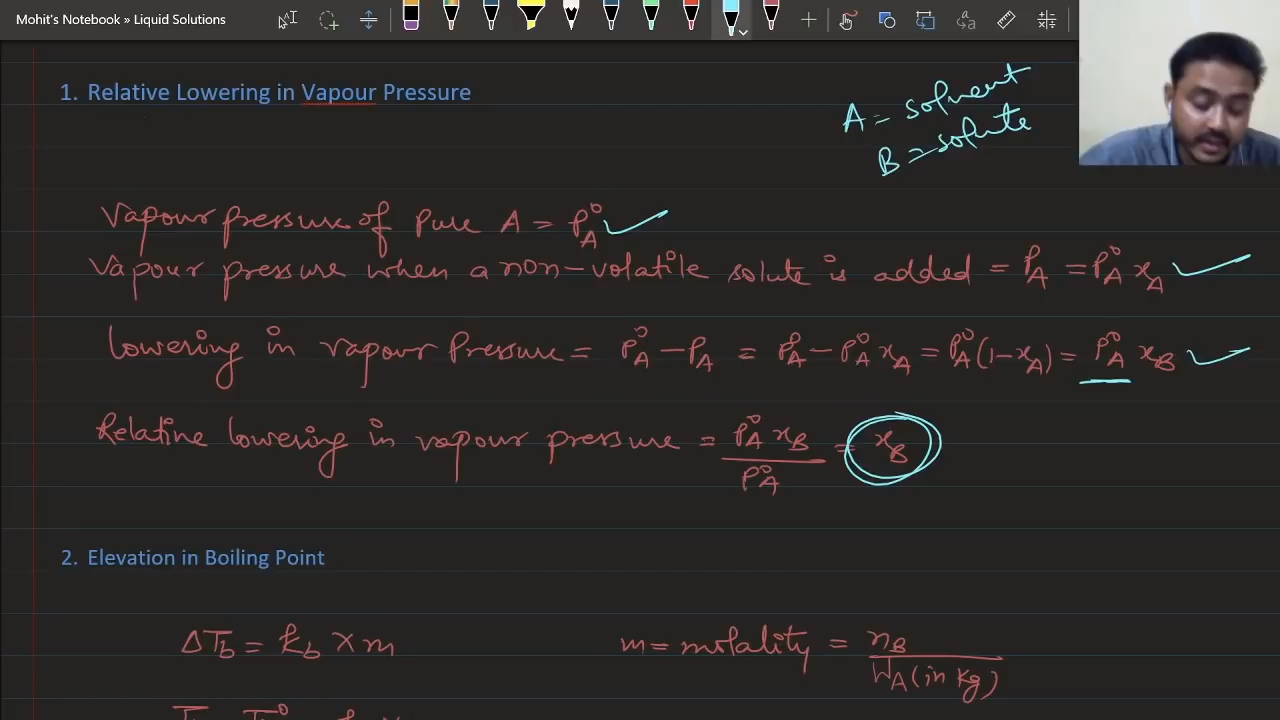 Mohit's Notebook » Liquid Solutions
1. Relative Lowering in Vapour Pressure
A = solvent
B = solute
Vapour pressure of Pure A = P°A
Vapour pressure when a non-volatile solute is added = PA = P°A xA
Lowering in vapour Pressure = P°A - PA = P°A - P°A xA = P°A (1 - xA) = P°A xB
Relative lowering in vapour pressure = P°A xB / P°A = xB
2. Elevation in Boiling Point
ΔTb = kb × m
m = molality = nB / WA (in kg)